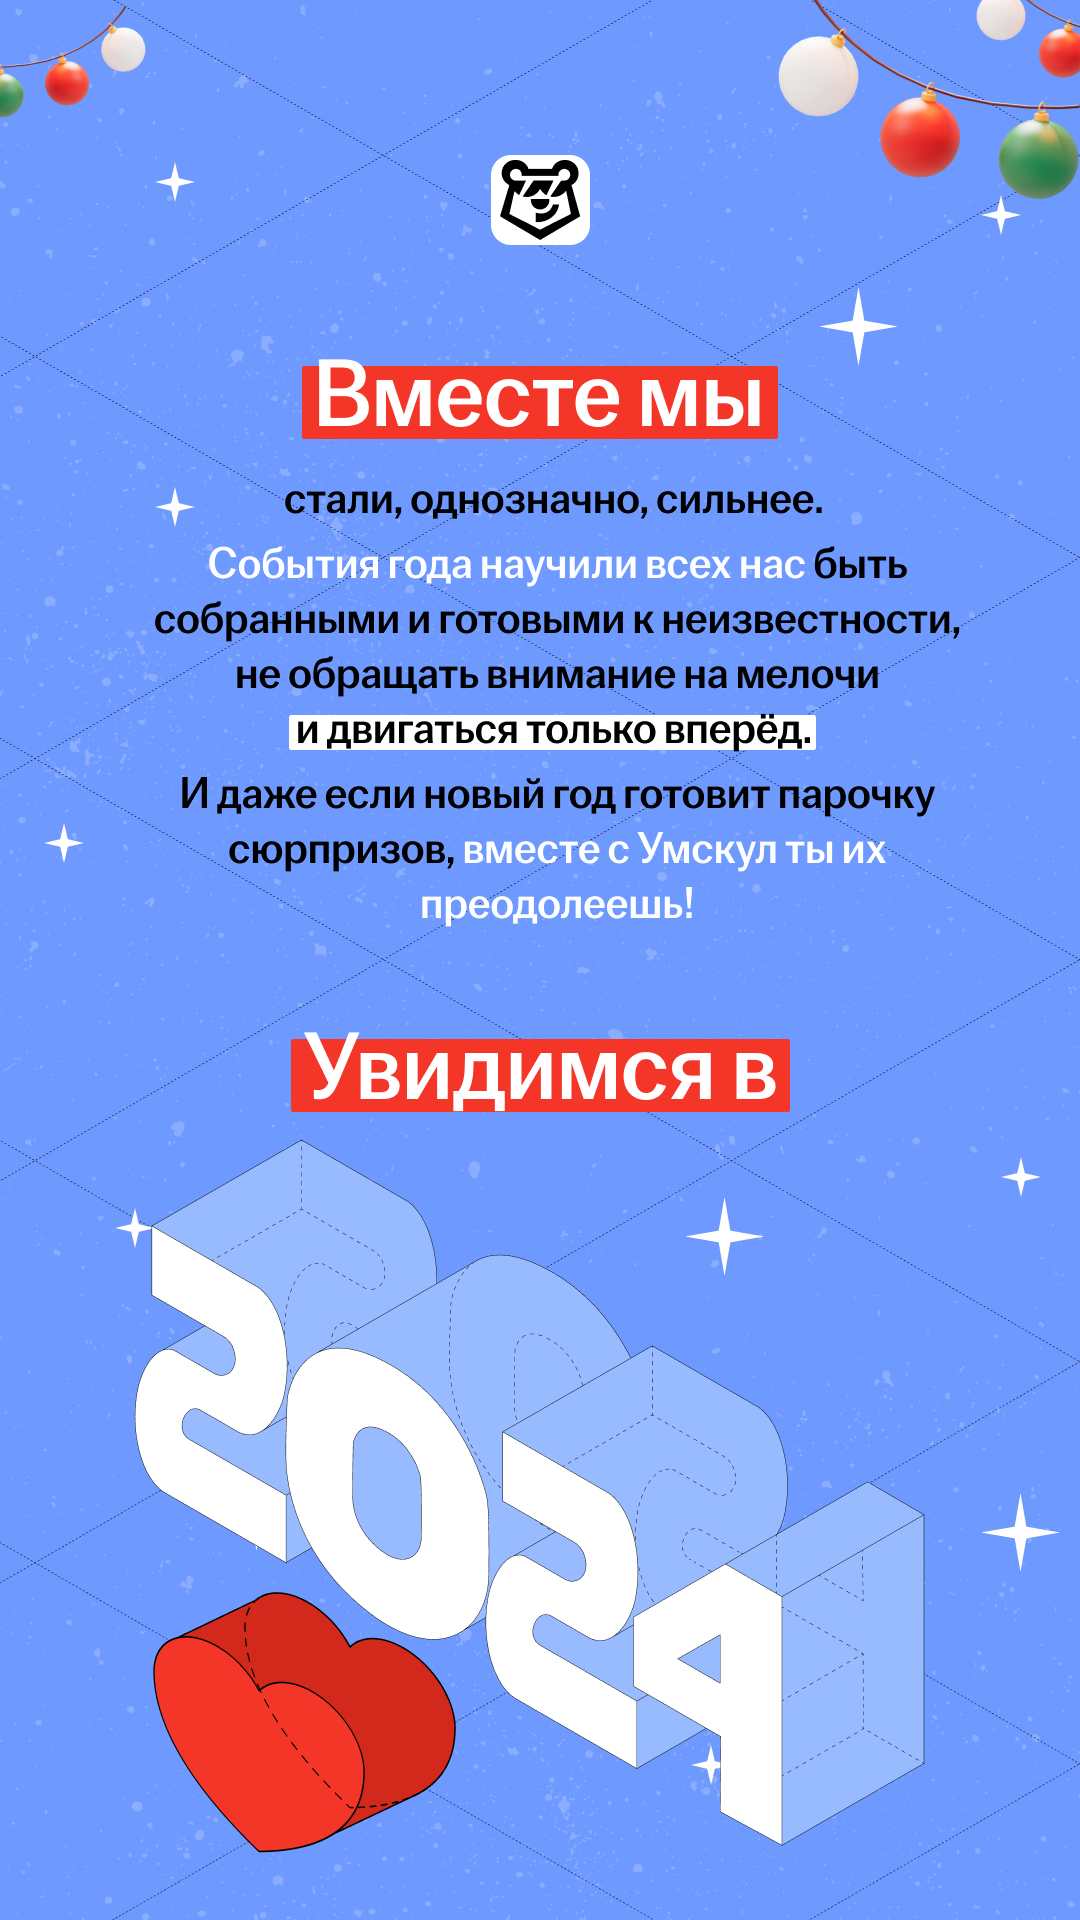 Вместе мы
стали, однозначно, сильнее.
События года научили всех нас быть
собранными и готовыми к неизвестности,
не обращать внимание на мелочи
и двигаться только вперёд.
И даже если новый год готовит парочку
сюрпризов, вместе с Умскул ты их
преодолеешь!
Увидимся в
2024